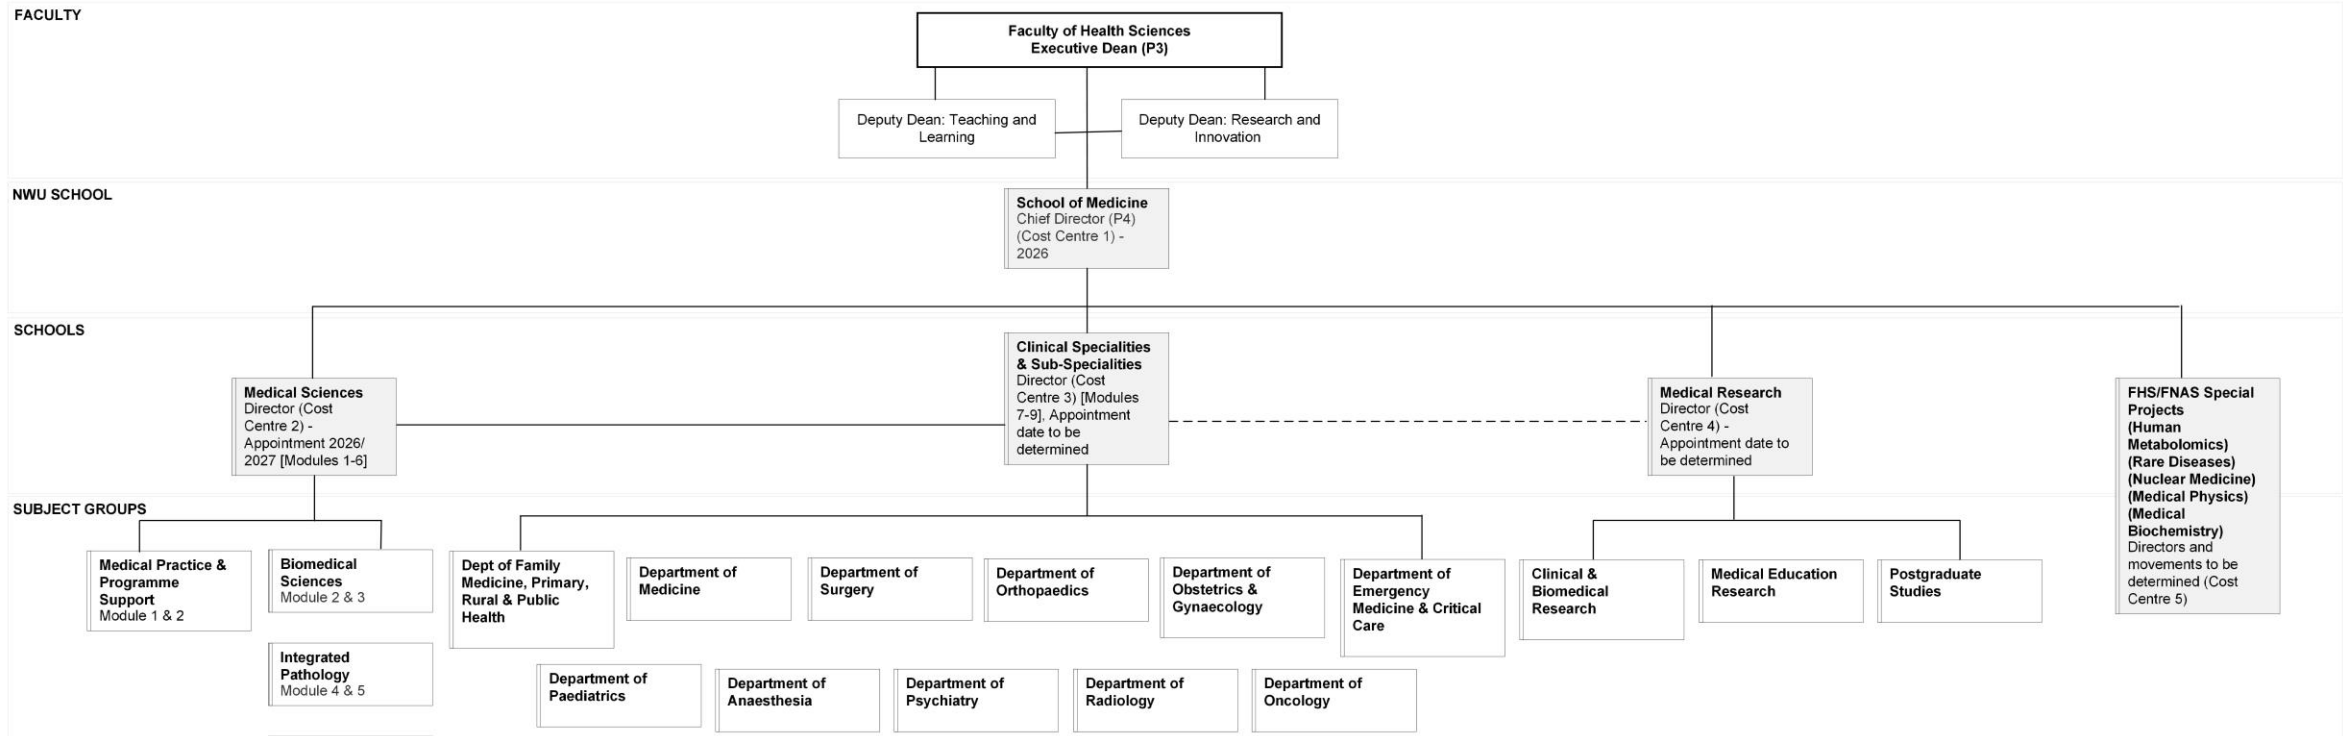 FACULTY
Faculty of Health Sciences
Executive Dean (P3)
Deputy Dean: Teaching and
Learning
Deputy Dean: Research and
Innovation
NWU SCHOOL
School of Medicine
Chief Director (P4)
(Cost Centre 1) -
2026
SCHOOLS
Medical Sciences
Director (Cost
Centre 2) -
Appointment 2026/
2027 [Modules 1-6]
Clinical Specialities
& Sub-Specialities
Director (Cost
Centre 3) [Modules
7-9], Appointment
date to be
determined
Medical Research
Director (Cost
Centre 4) -
Appointment date to
be determined
FHS/FNAS Special
Projects
(Human
Metabolomics)
(Rare Diseases)
(Nuclear Medicine)
(Medical Physics)
(Medical
Biochemistry)
Directors and
movements to be
determined (Cost
Centre 5)
SUBJECT GROUPS
Medical Practice &
Programme
Support
Module 1 & 2
Biomedical
Sciences
Module 2 & 3
Dept of Family
Medicine, Primary,
Rural & Public
Health
Department of
Medicine
Department of
Surgery
Department of
Orthopaedics
Department of
Obstetrics &
Gynaecology
Department of
Emergency
Medicine & Critical
Care
Clinical &
Biomedical
Research
Medical Education
Research
Postgraduate
Studies
Integrated
Pathology
Module 4 & 5
Department of
Paediatrics
Department of
Anaesthesia
Department of
Psychiatry
Department of
Radiology
Department of
Oncology